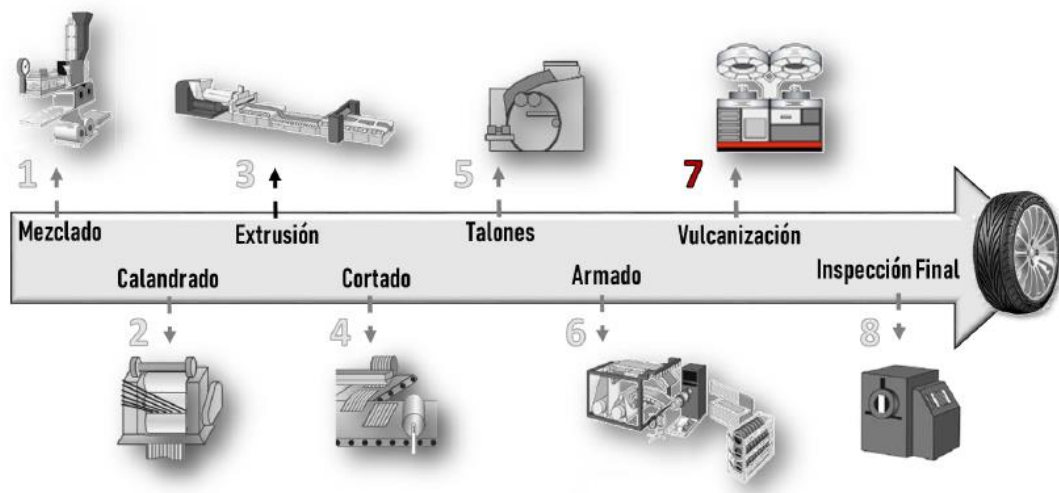 1
3
5
7
Mezclado
Extrusión
Talones
Vulcanización
Calandrado
Cortado
Armado
Inspección Final
2
4
6
8